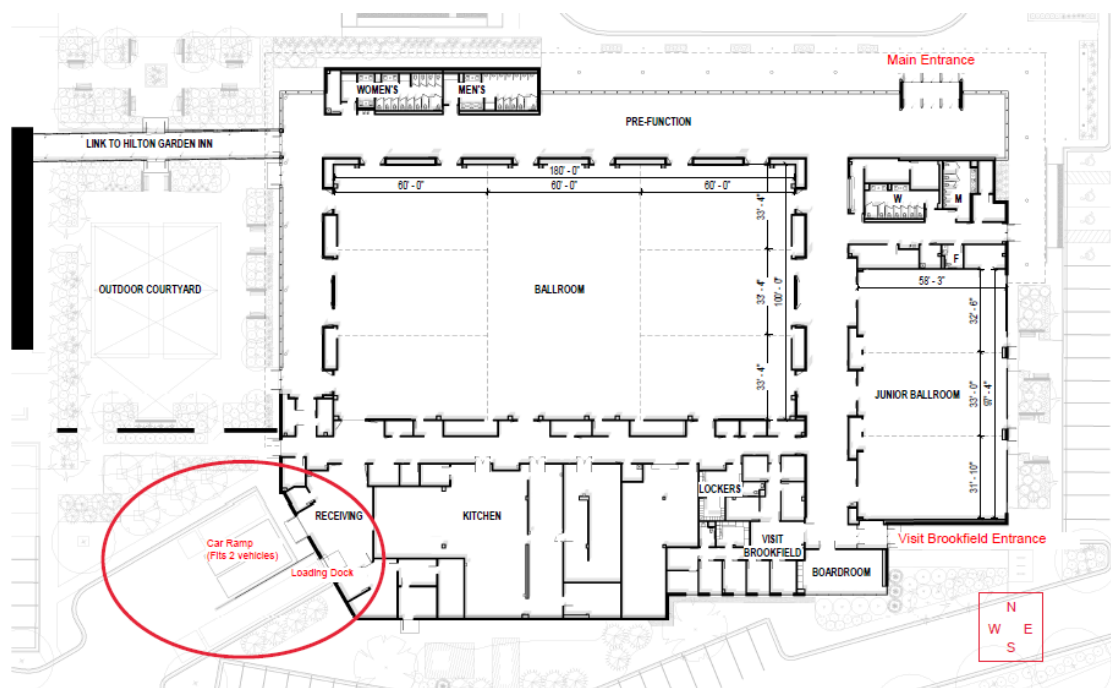 Main Entrance
WOMEN'S
MEN'S
PRE-FUNCTION
LINK TO HILTON GARDEN INN
180' - 0"
60' - 0"
60' - 0"
60' - 0"
33' - 4"
W
M
F
58' - 3"
OUTDOOR COURTYARD
BALLROOM
33' - 4"
100' - 0"
32' - 6"
33' - 4"
JUNIOR BALLROOM
33' - 0"
97' - 4"
31' - 10"
LOCKERS
RECEIVING
KITCHEN
Car Ramp
(Fits 2 vehicles)
Loading Dock
VISIT
BROOKFIELD
Visit Brookfield Entrance
BOARDROOM
N
W E
S